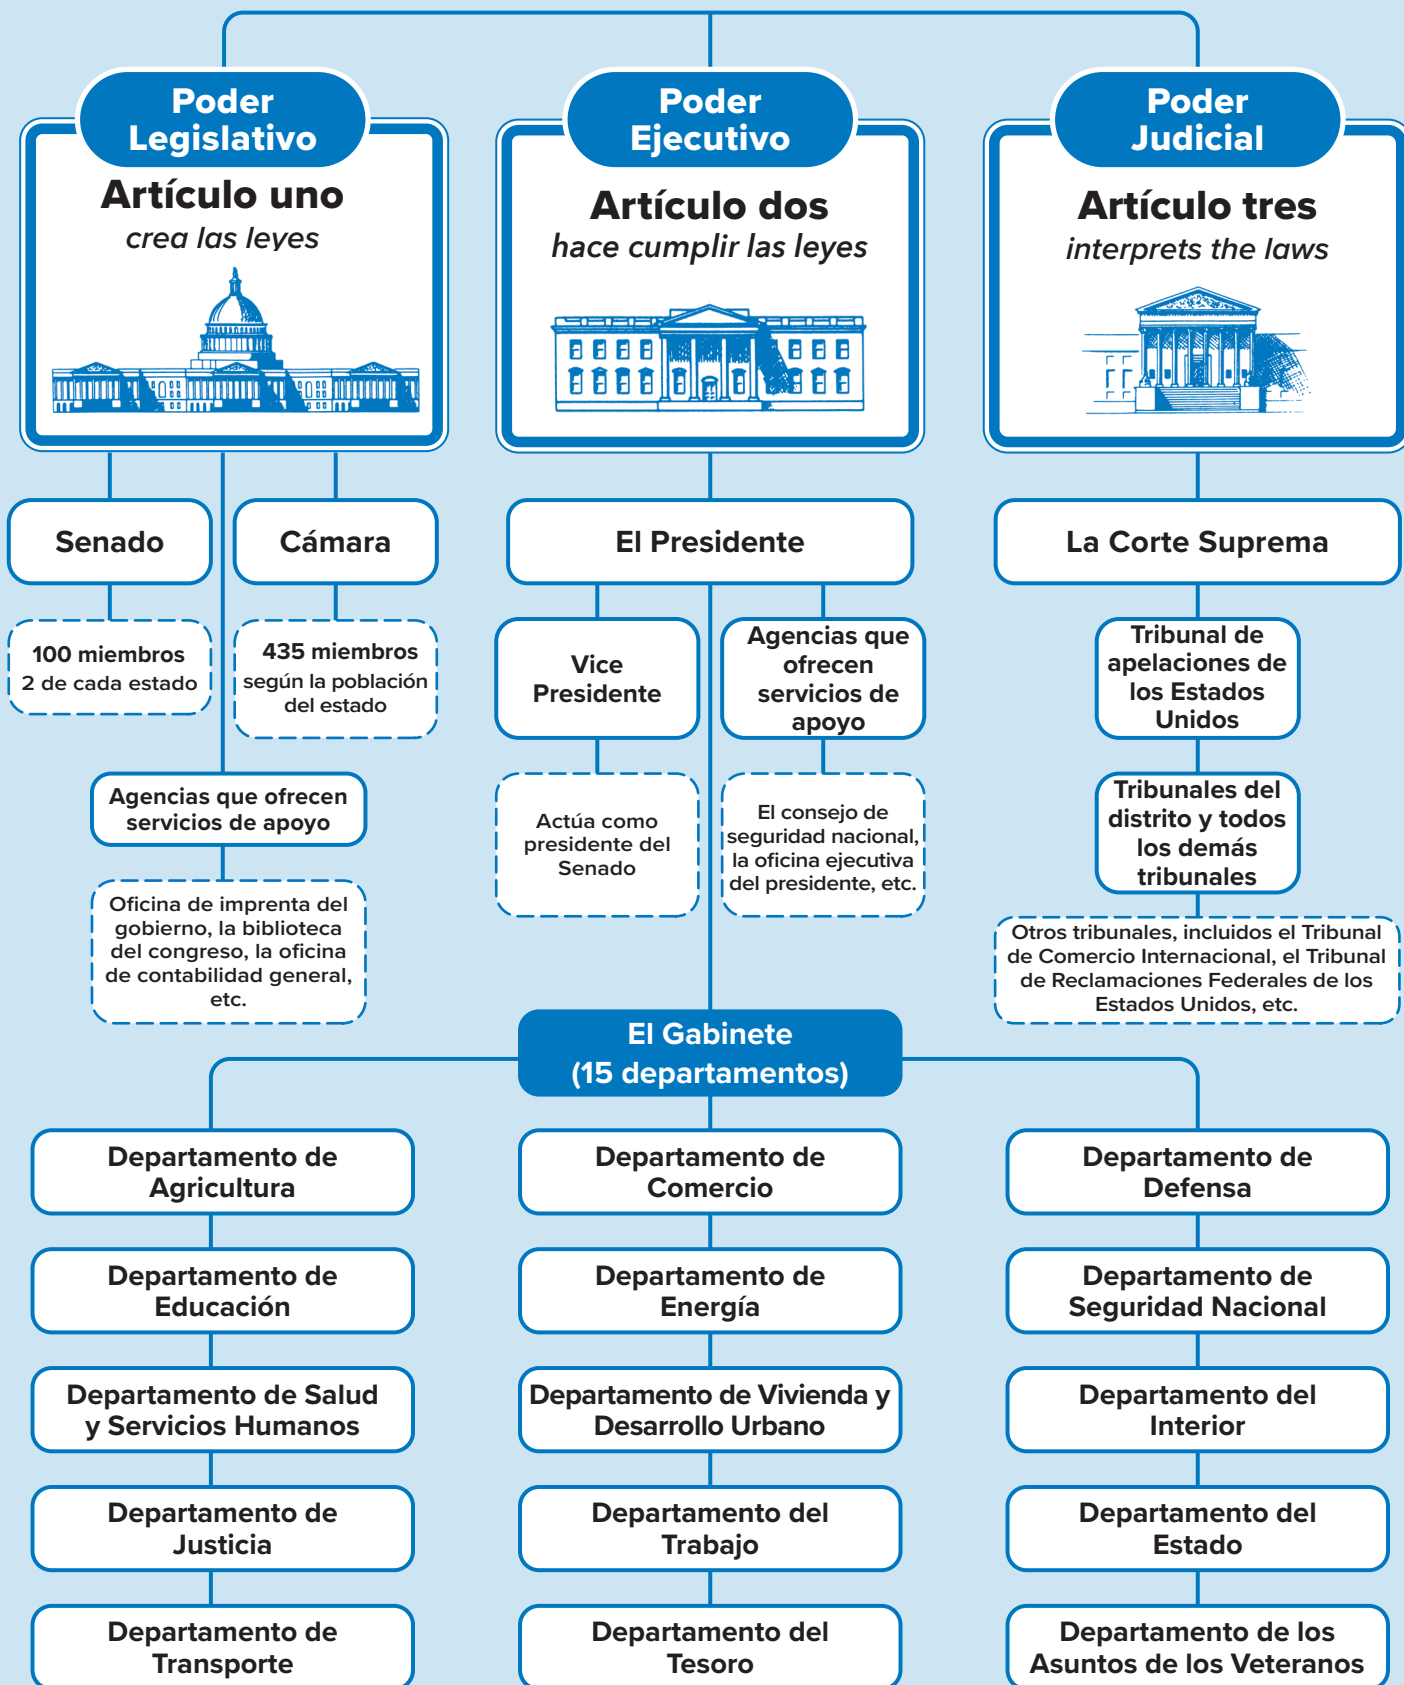 Poder
Legislativo
Artículo uno
crea las leyes
Poder
Ejecutivo
Artículo dos
hace cumplir las leyes
Poder
Judicial
Artículo tres
interprets the laws
Senado
Cámara
100 miembros
2 de cada estado
435 miembros
según la población
del estado
Agencias que ofrecen
servicios de apoyo
Oficina de imprenta del
gobierno, la biblioteca
del congreso, la oficina
de contabilidad general,
etc.
El Presidente
Vice
Presidente
Agencias que
ofrecen
servicios de
apoyo
Actúa como
presidente del
Senado
El consejo de
seguridad nacional,
la oficina ejecutiva
del presidente, etc.
La Corte Suprema
Tribunal de
apelaciones de
los Estados
Unidos
Tribunales del
distrito y todos
los demás
tribunales
Otros tribunales, incluidos el Tribunal
de Comercio Internacional, el Tribunal
de Reclamaciones Federales de los
Estados Unidos, etc.
El Gabinete
(15 departamentos)
Departamento de
Agricultura
Departamento de
Comercio
Departamento de
Defensa
Departamento de
Educación
Departamento de
Energía
Departamento de
Seguridad Nacional
Departamento de Salud
y Servicios Humanos
Departamento de Vivienda y
Desarrollo Urbano
Departamento del
Interior
Departamento de
Justicia
Departamento del
Trabajo
Departamento del
Estado
Departamento de
Transporte
Departamento del
Tesoro
Departamento de los
Asuntos de los Veteranos